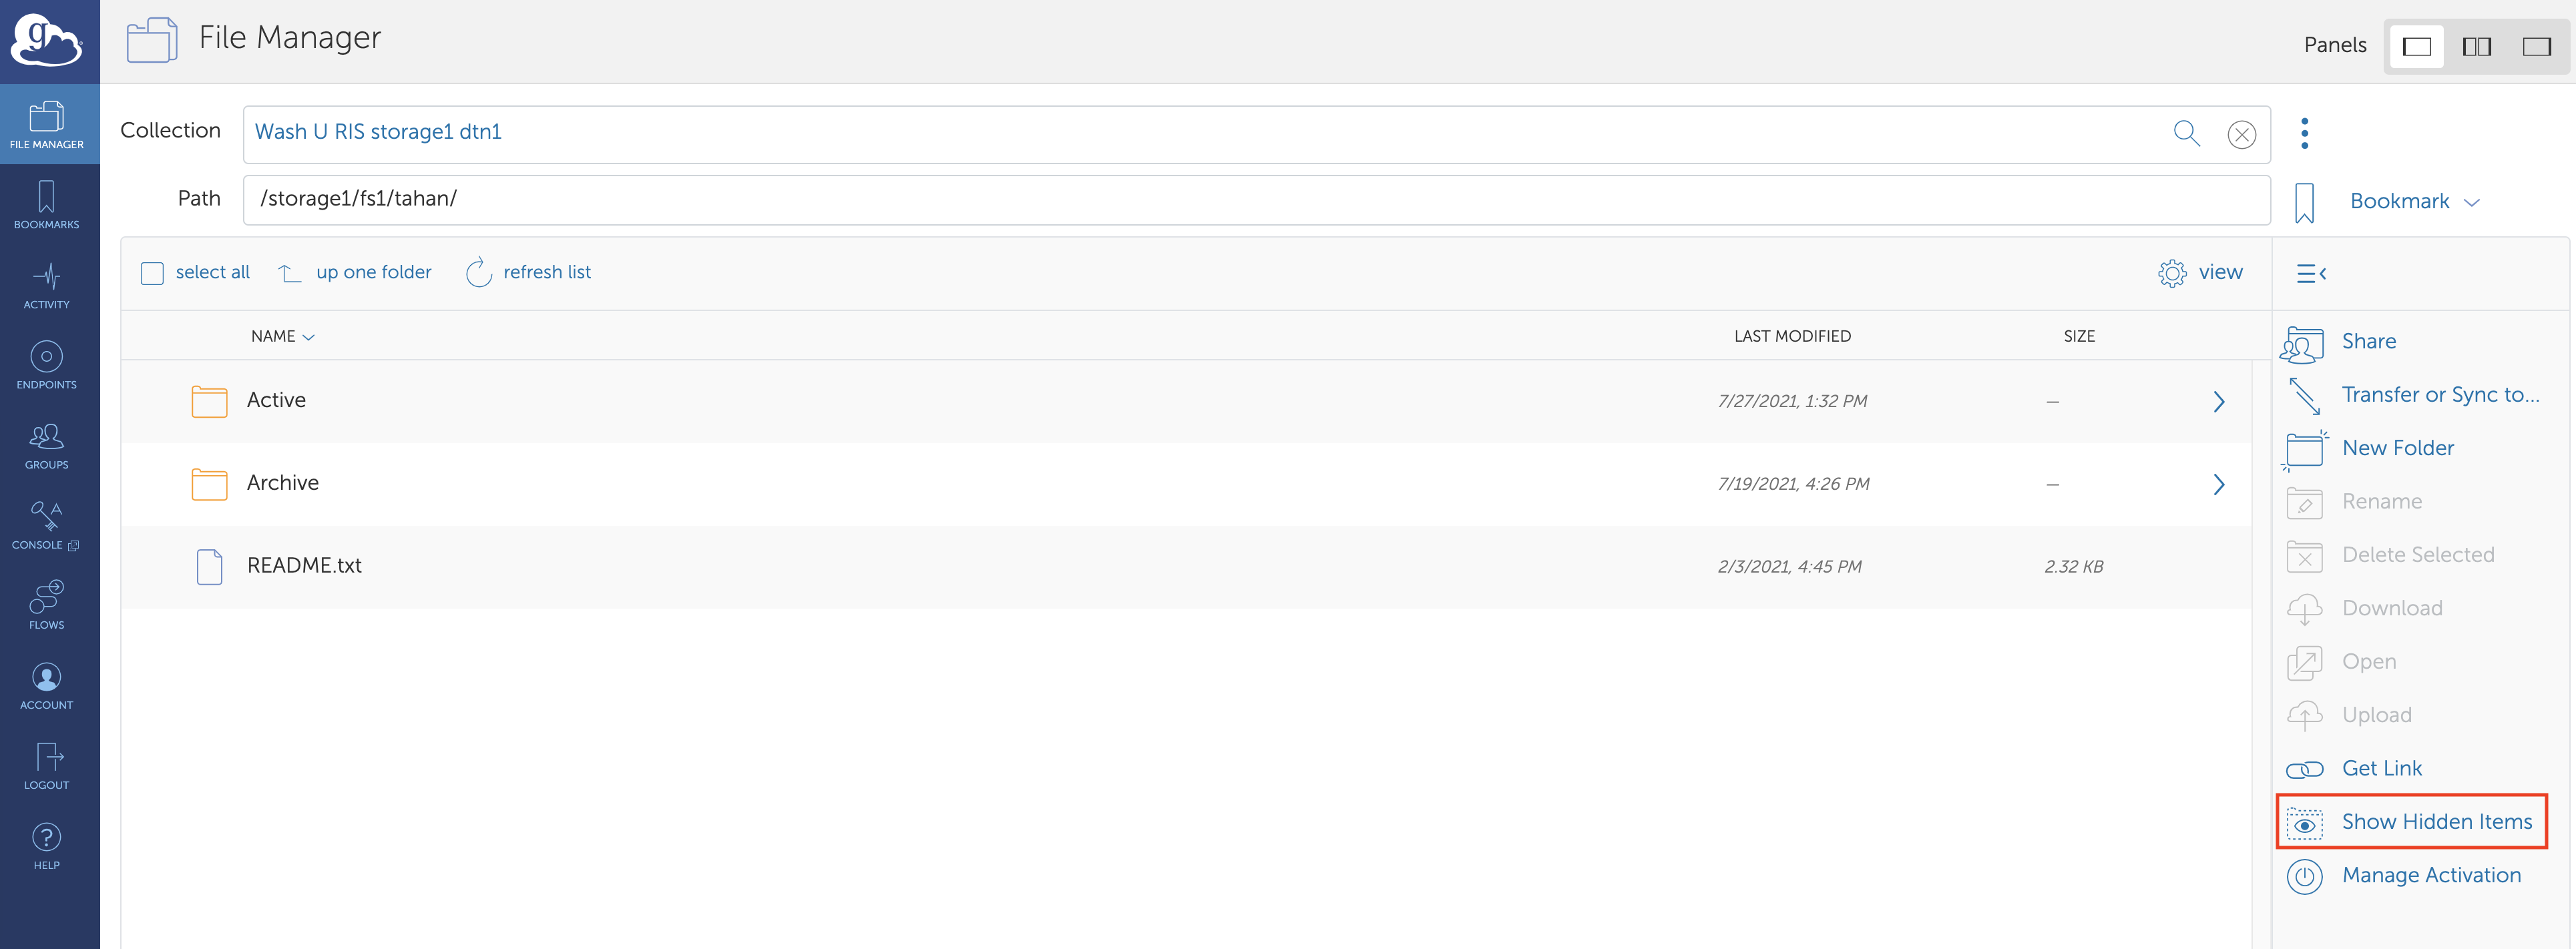 g
File Manager
Panels
FILE MANAGER
BOOKMARKS
ACTIVITY
ENDPOINTS
GROUPS
CONSOLE
FLOWS
ACCOUNT
LOGOUT
HELP
Collection
Wash U RIS storage1 dtn1
Path
/storage1/fs1/tahan/
Bookmark
select all
up one folder
refresh list
view
NAME
LAST MODIFIED
SIZE
Active
7/27/2021, 1:32 PM
—
Archive
7/19/2021, 4:26 PM
—
README.txt
2/3/2021, 4:45 PM
2.32 KB
Share
Transfer or Sync to...
New Folder
Rename
Delete Selected
Download
Open
Upload
Get Link
Show Hidden Items
Manage Activation